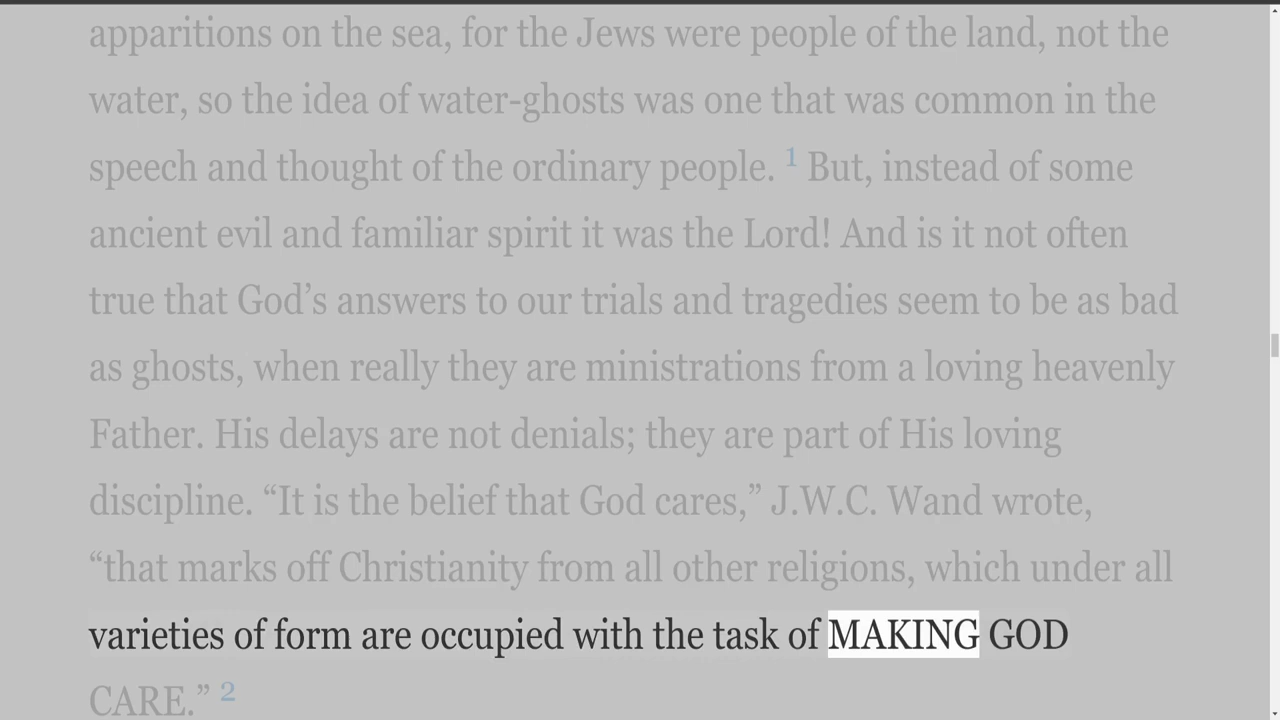 apparitions on the sea, for the Jews were people of the land, not the
water, so the idea of water-ghosts was one that was common in the
speech and thought of the ordinary people. 1 But, instead of some
ancient evil and familiar spirit it was the Lord! And is it not often
true that God’s answers to our trials and tragedies seem to be as bad
as ghosts, when really they are ministrations from a loving heavenly
Father. His delays are not denials; they are part of His loving
discipline. “It is the belief that God cares,” J.W.C. Wand wrote,
“that marks off Christianity from all other religions, which under all
varieties of form are occupied with the task of MAKING GOD
CARE.” 2